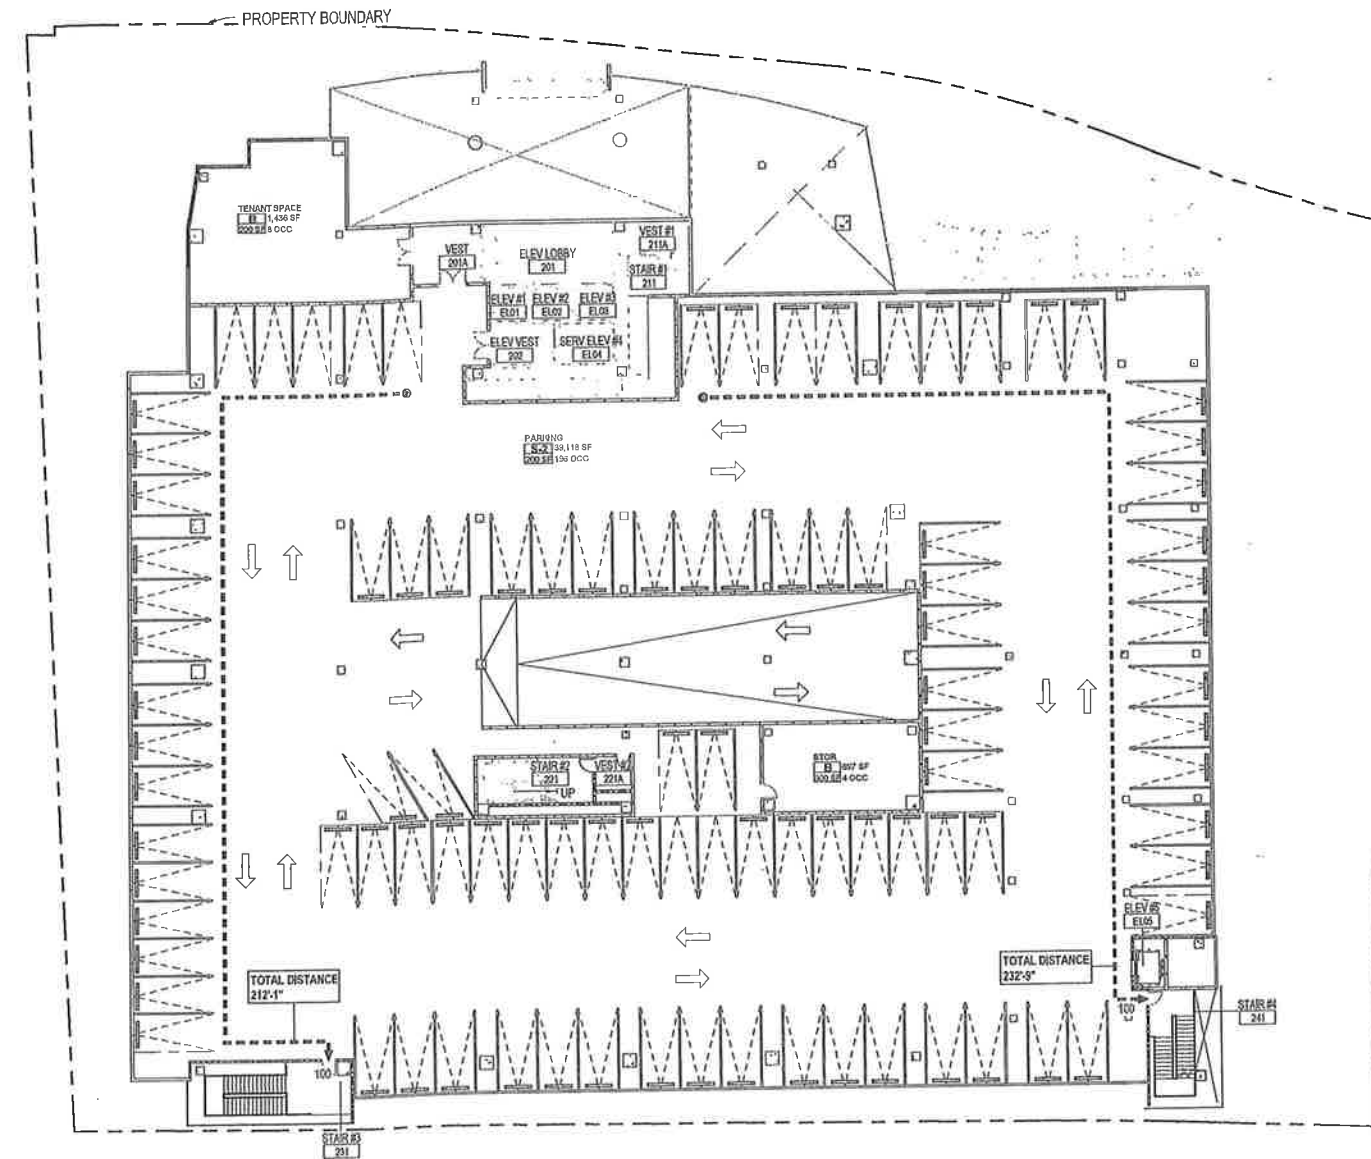 PROPERTY BOUNDARY
TENANT SPACE
B 1,436 SF
200 SF 8 OCC
VEST
201A
ELEV LOBBY
201
VEST #1
211A
STAIR #1
211
ELEV #1
EL01
ELEV #2
EL02
ELEV #3
EL03
ELEV VEST
202
SERV ELEV #4
EL04
PARKING
S-2 39,118 SF
200 SF 196 OCC
STAIR #2
221
UP
VEST #2
221A
STOR
B 697 SF
300 SF 4 OCC
ELEV #5
EL05
TOTAL DISTANCE
212'-1"
TOTAL DISTANCE
232'-9"
100
100
STAIR #4
241
STAIR #3
231